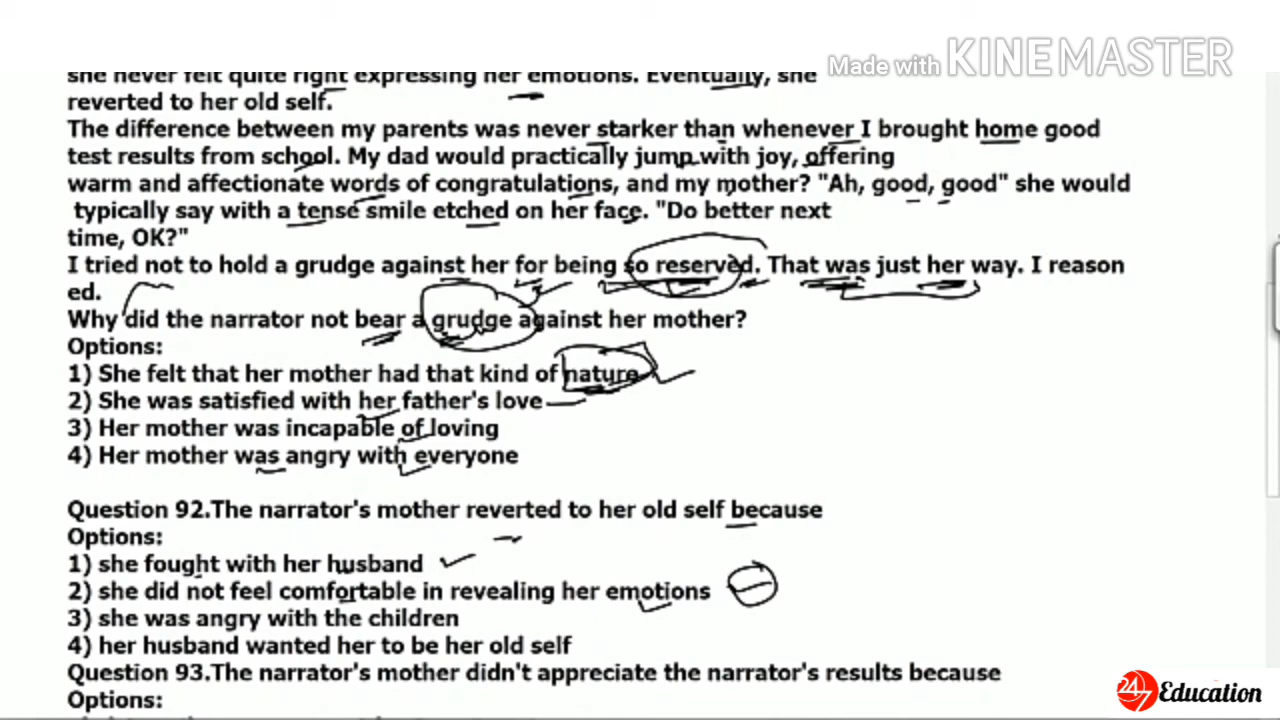 Made with KINEMASTER
she never felt quite right expressing her emotions. Eventually, she
reverted to her old self.
The difference between my parents was never starker than whenever I brought home good
test results from school. My dad would practically jump with joy, offering
warm and affectionate words of congratulations, and my mother? "Ah, good, good" she would
typically say with a tense smile etched on her face. "Do better next
time, OK?"
I tried not to hold a grudge against her for being so reserved. That was just her way. I reason
ed.
Why did the narrator not bear a grudge against her mother?
Options:
1) She felt that her mother had that kind of nature
2) She was satisfied with her father's love
3) Her mother was incapable of loving
4) Her mother was angry with everyone
Question 92.The narrator's mother reverted to her old self because
Options:
1) she fought with her husband
2) she did not feel comfortable in revealing her emotions
3) she was angry with the children
4) her husband wanted her to be her old self
Question 93.The narrator's mother didn't appreciate the narrator's results because
Options:
24/7 Education